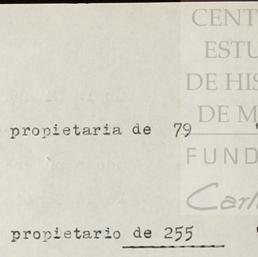 CENT
ESTU
DE HIS
DE M
propietaria de 79
FUND
Carl
propietario de 255